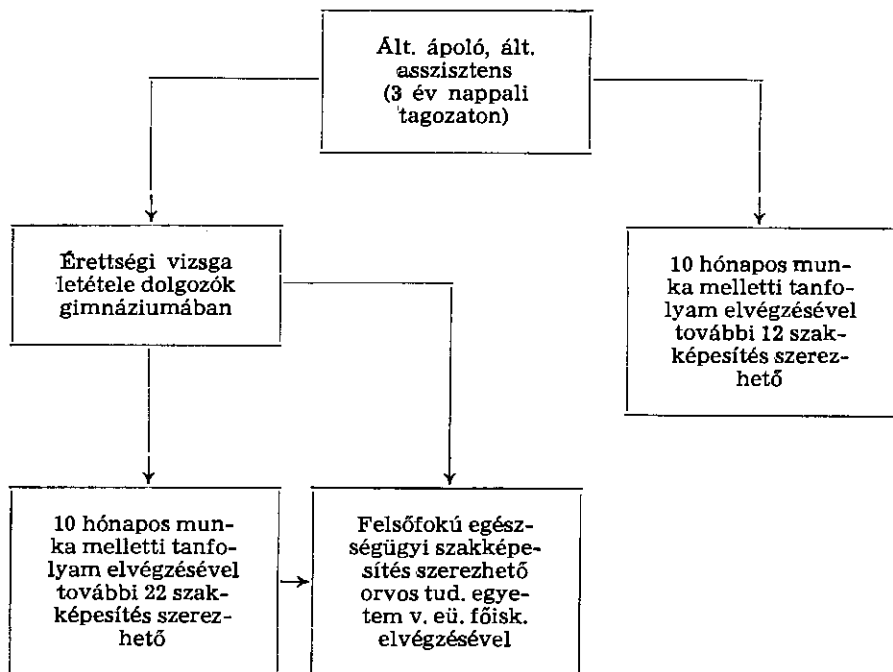 Ált. ápoló, ált.
asszisztens
(3 év nappali
tagozaton)
Érettségi vizsga
letétele dolgozók
gimnáziumában
10 hónapos mun-
ka melletti tanfo-
lyam elvégzésével
további 12 szak-
képesítés szerez-
hető
10 hónapos mun-
ka melletti tanfo-
lyam elvégzésével
további 22 szak-
képesítés szerez-
hető
Felsőfokú egész-
ségügyi szakképe-
sítés szerezhető
orvos tud. egye-
tem v. eü. főisk.
elvégzésével